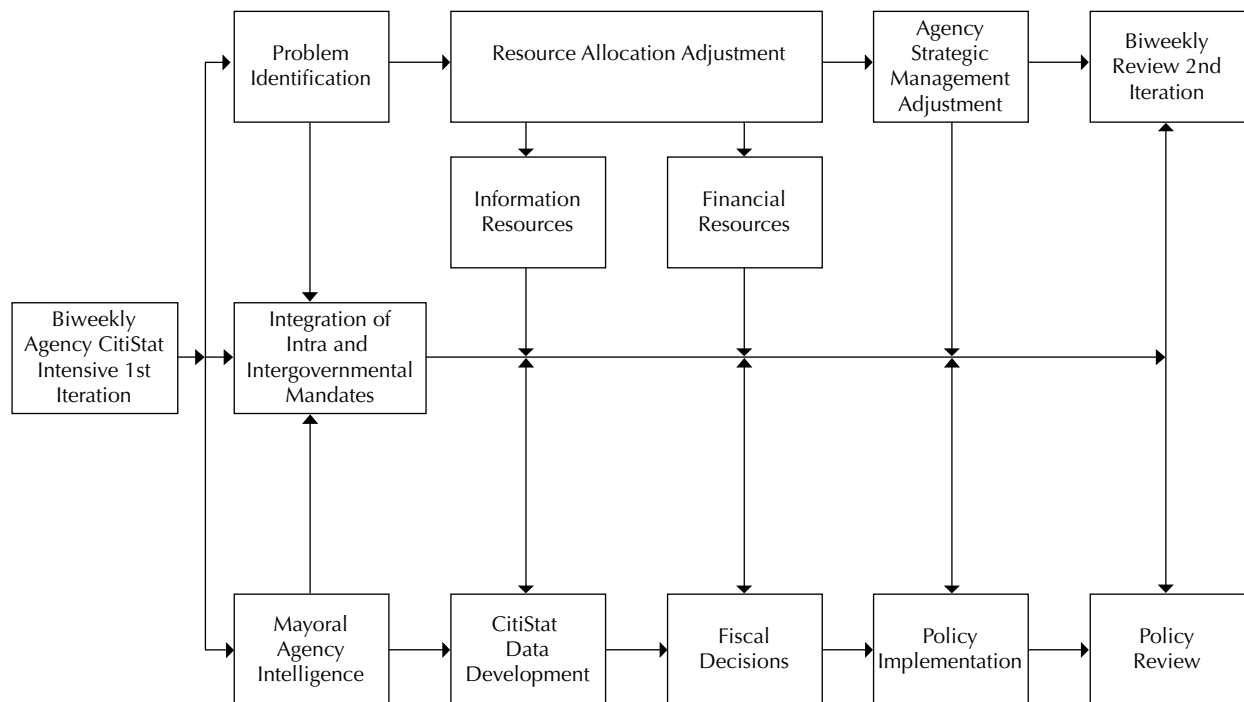 Problem
Identification
Resource Allocation Adjustment
Agency
Strategic
Management
Adjustment
Biweekly
Review 2nd
Iteration
Information
Resources
Financial
Resources
Biweekly
Agency CitiStat
Intensive 1st
Iteration
Integration of
Intra and
Intergovernmental
Mandates
Mayoral
Agency
Intelligence
CitiStat
Data
Development
Fiscal
Decisions
Policy
Implementation
Policy
Review